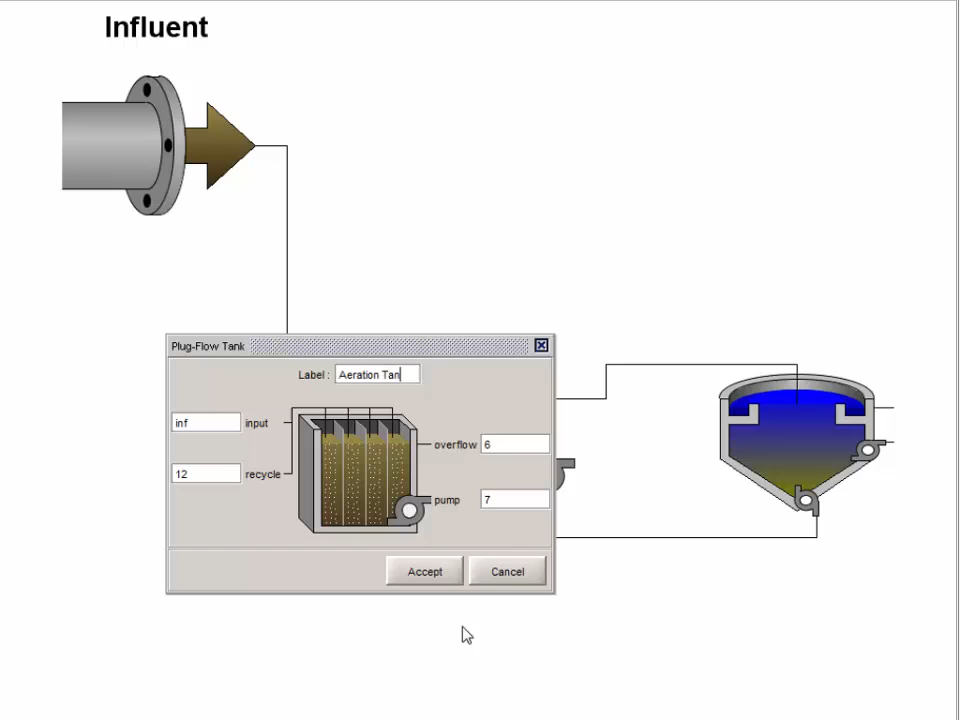 Influent
Plug-Flow Tank
Label : Aeration Tan
inf input
overflow 6
12 recycle
pump 7
Accept Cancel